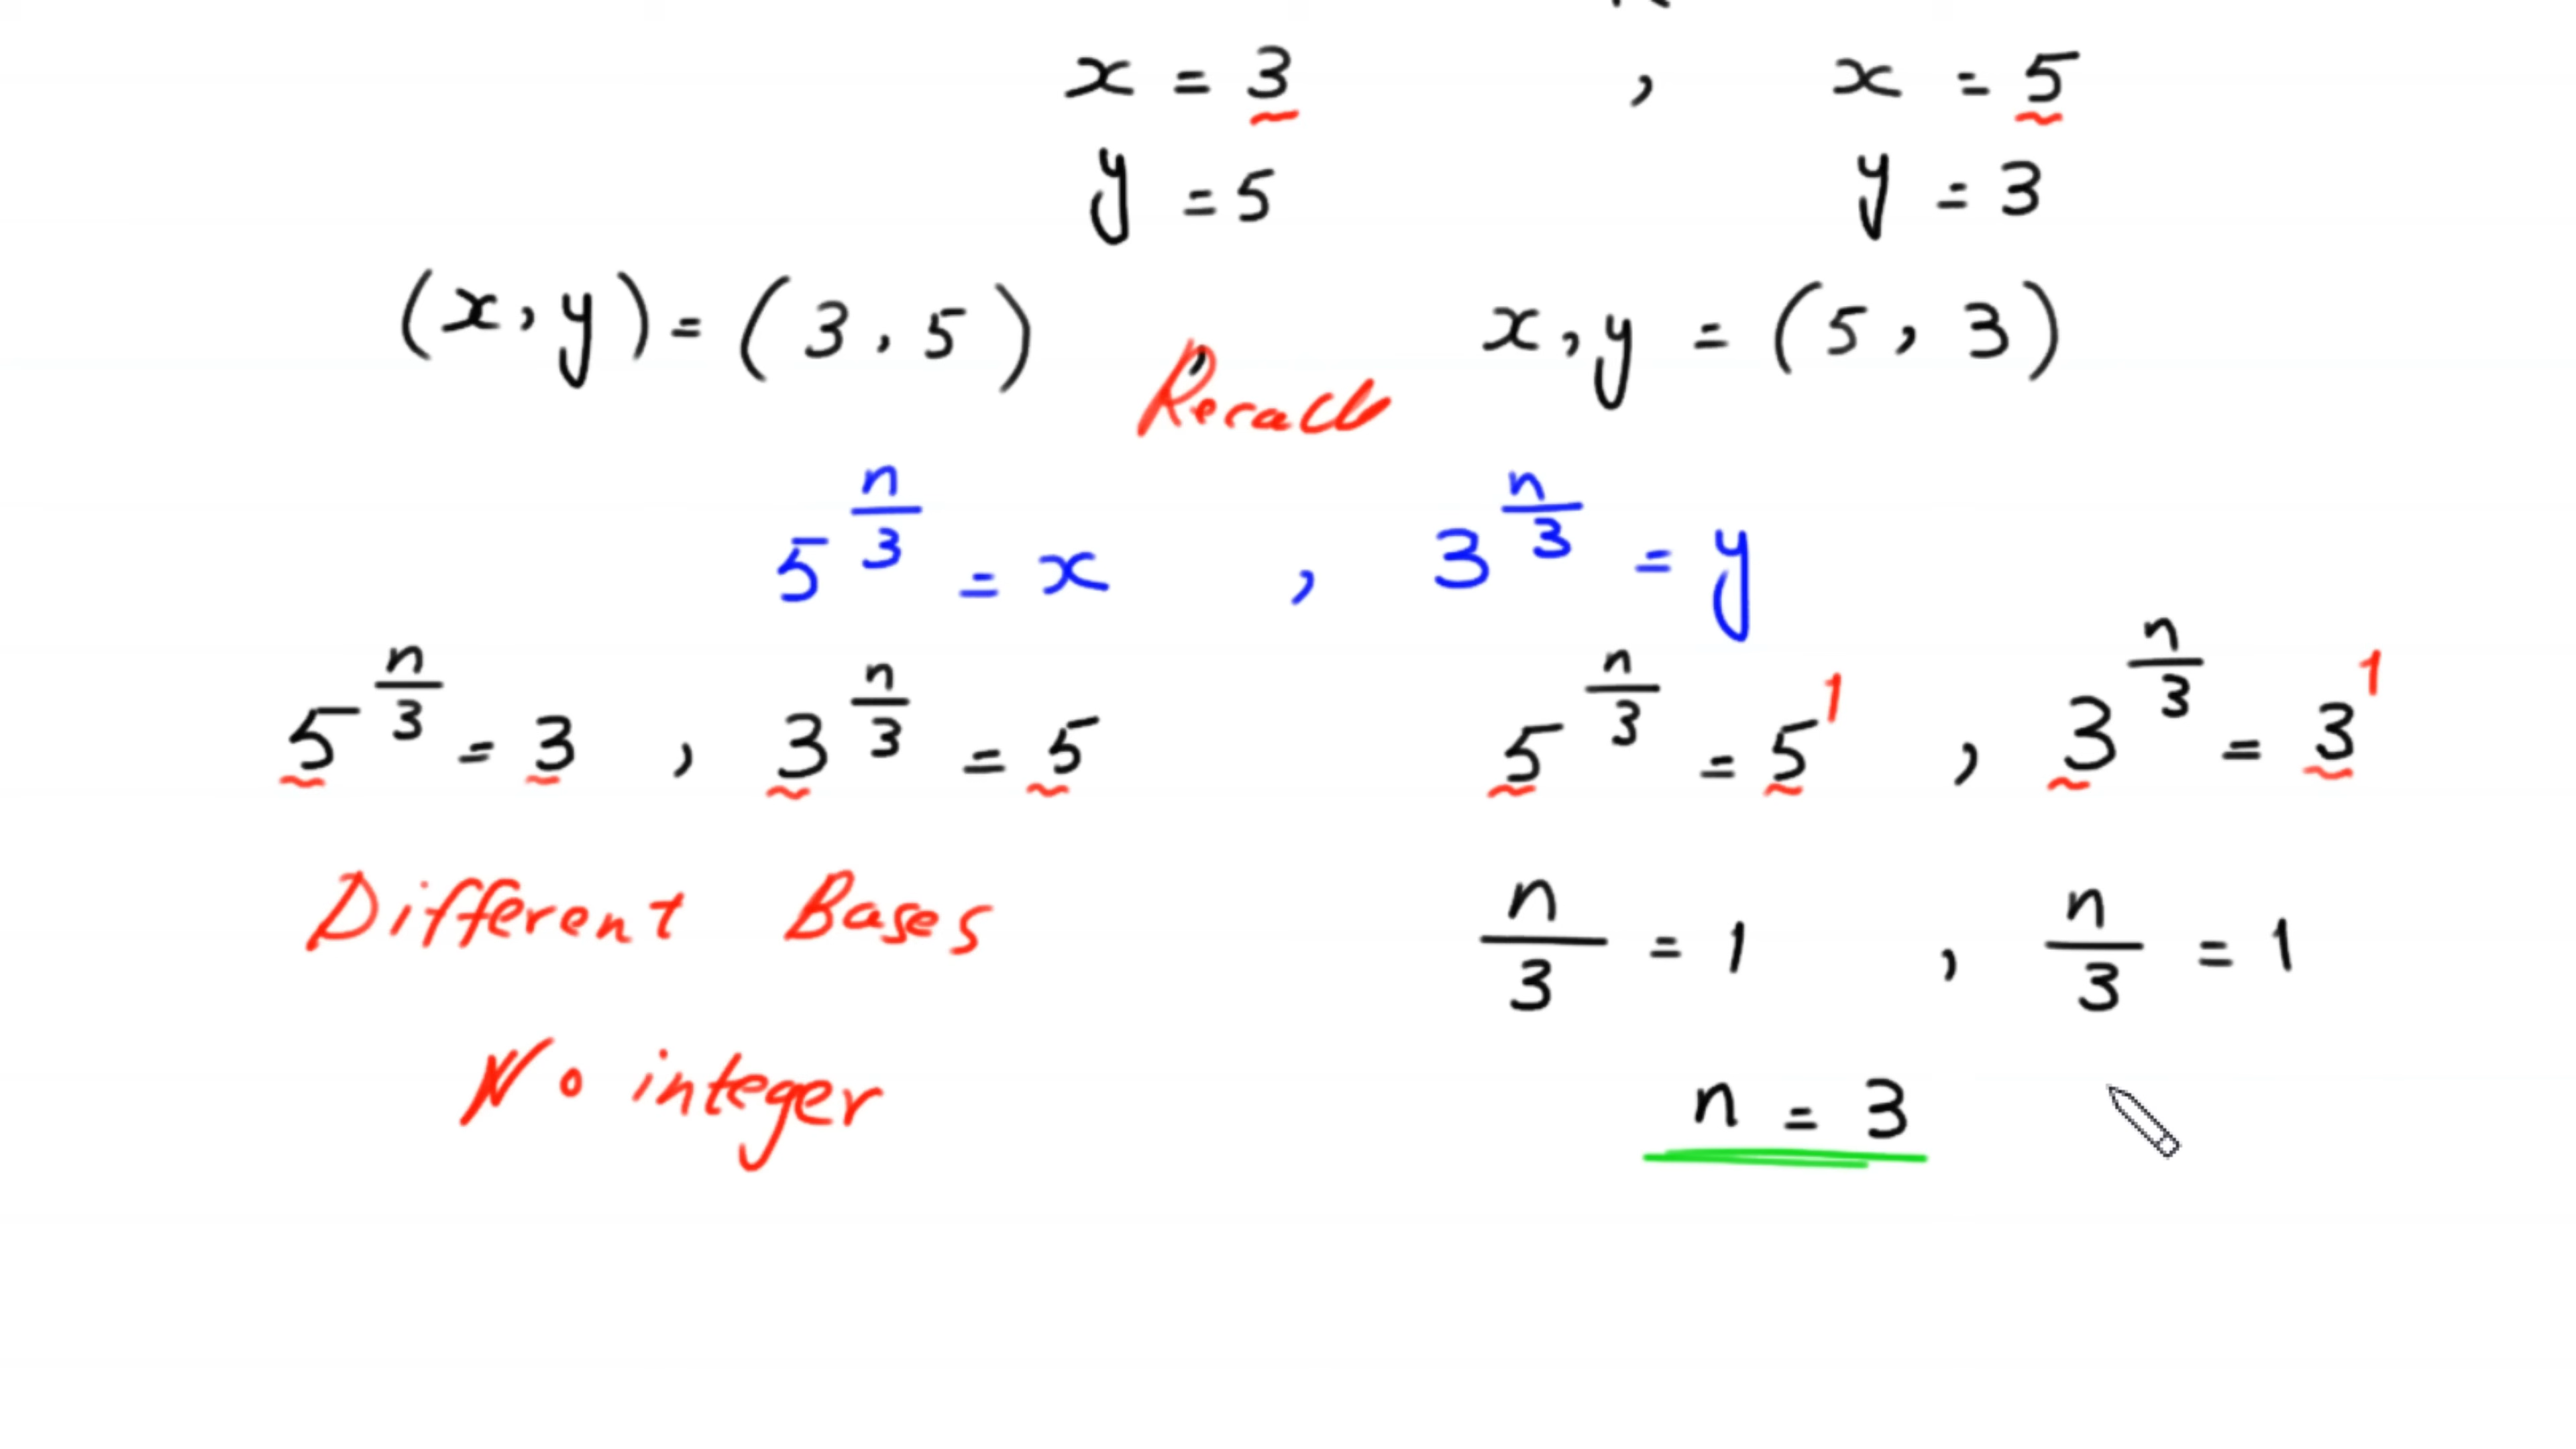 x = 3 , x = 5
y = 5 y = 3
(x, y) = (3, 5) , x, y = (5, 3)
Recall
5^(n/3) = x , 3^(n/3) = y
5^(n/3) = 3 , 3^(n/3) = 5 5^(n/3) = 5^1 , 3^(n/3) = 3^1
Different Bases n/3 = 1 , n/3 = 1
No integer n = 3